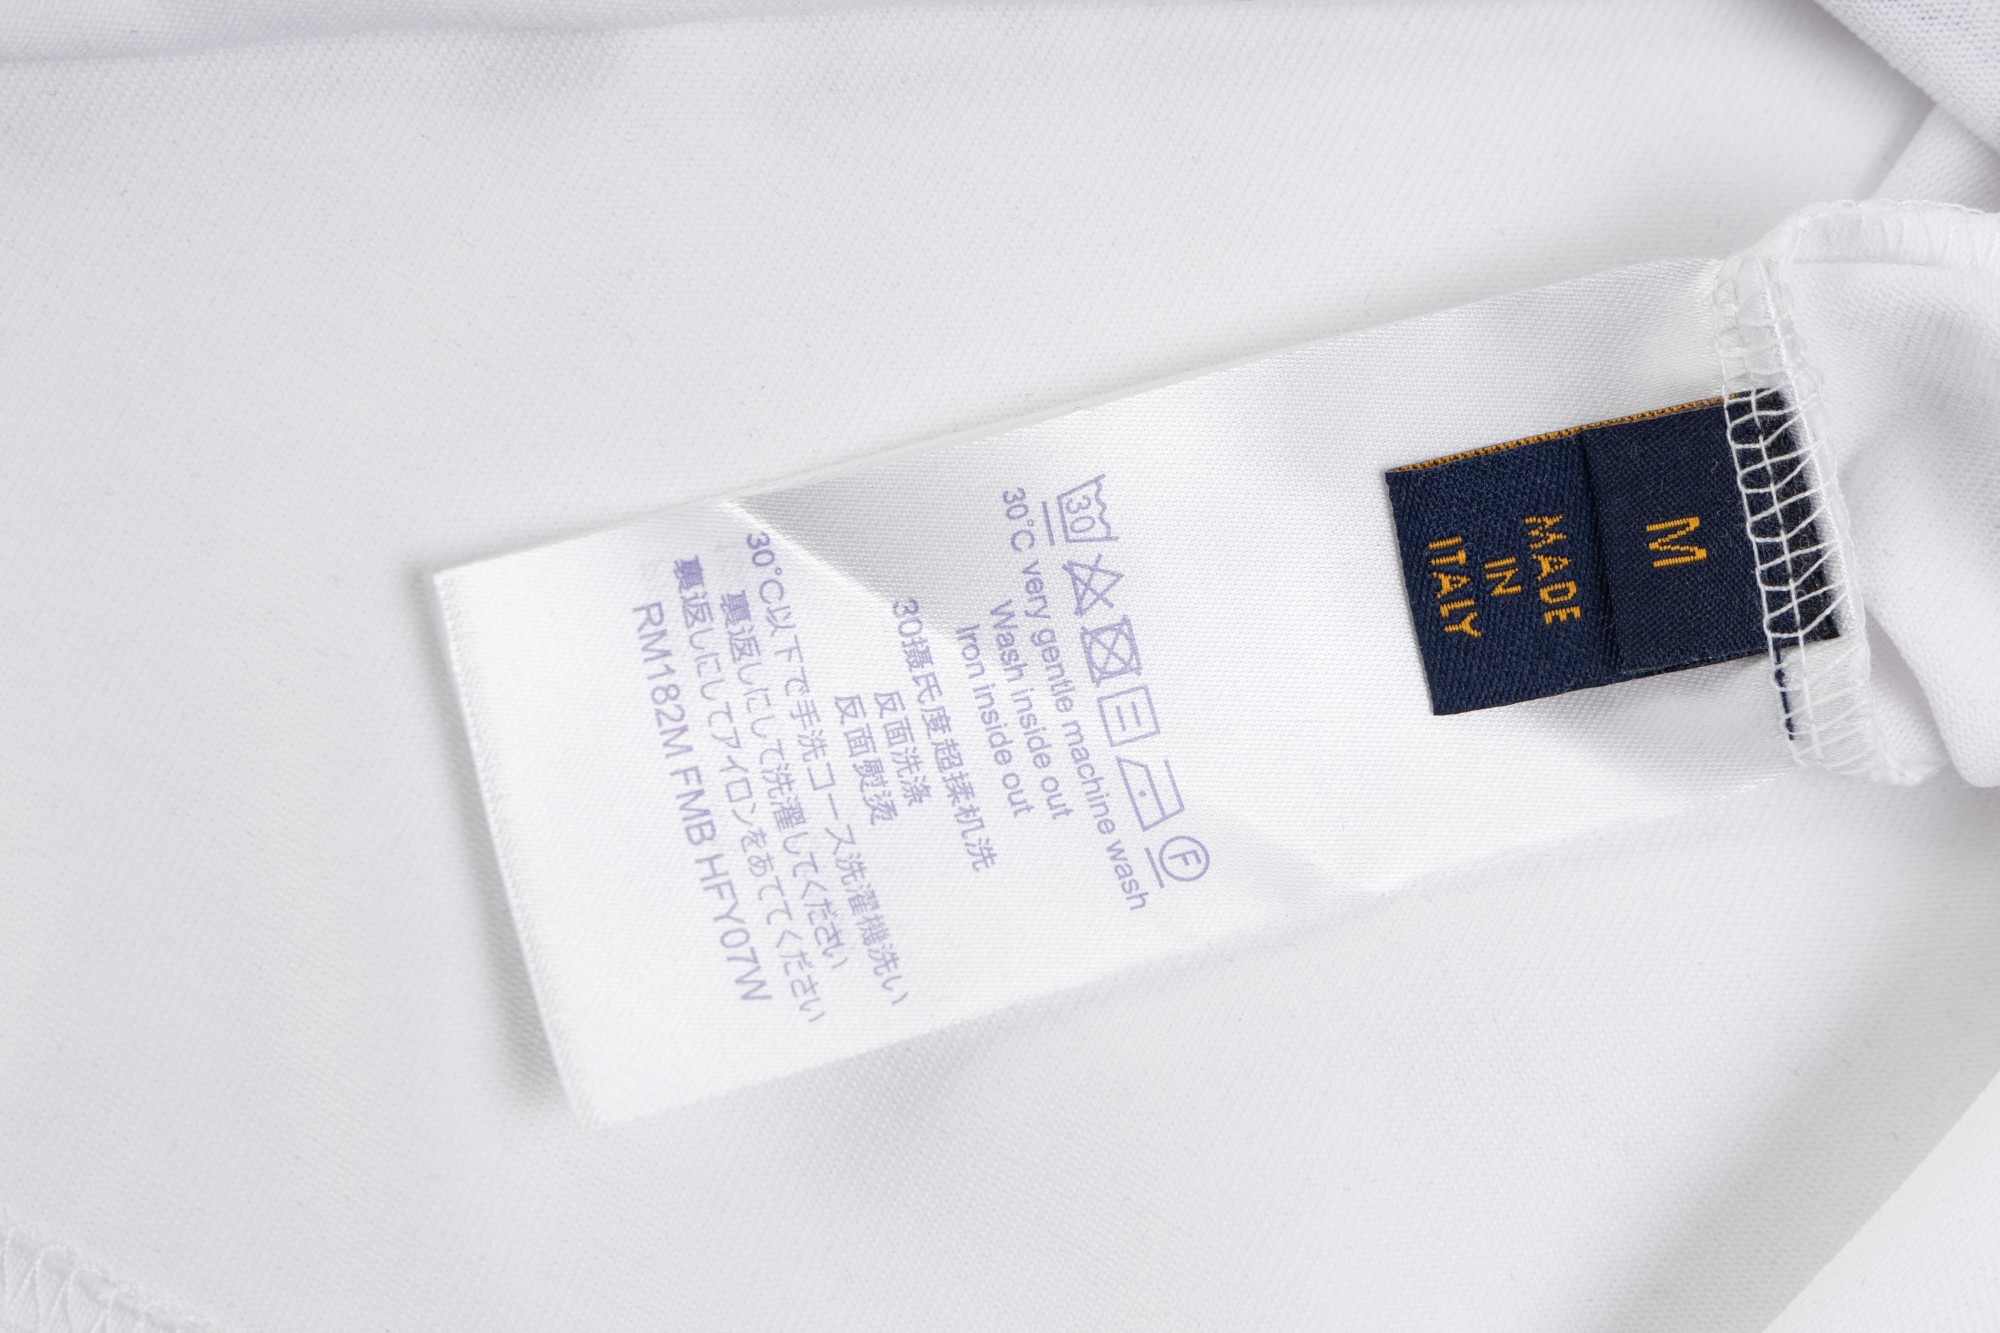 M
MADE
IN
ITALY
30
F
30°C very gentle machine wash
Wash inside out
Iron inside out
30摄氏度超揉机洗
反面洗涤
反面熨烫
30°C以下で手洗コース洗濯機洗い
裏返しにして洗濯してください
裏返しにしてアイロンをあててください
RM182M FMB HFY07W